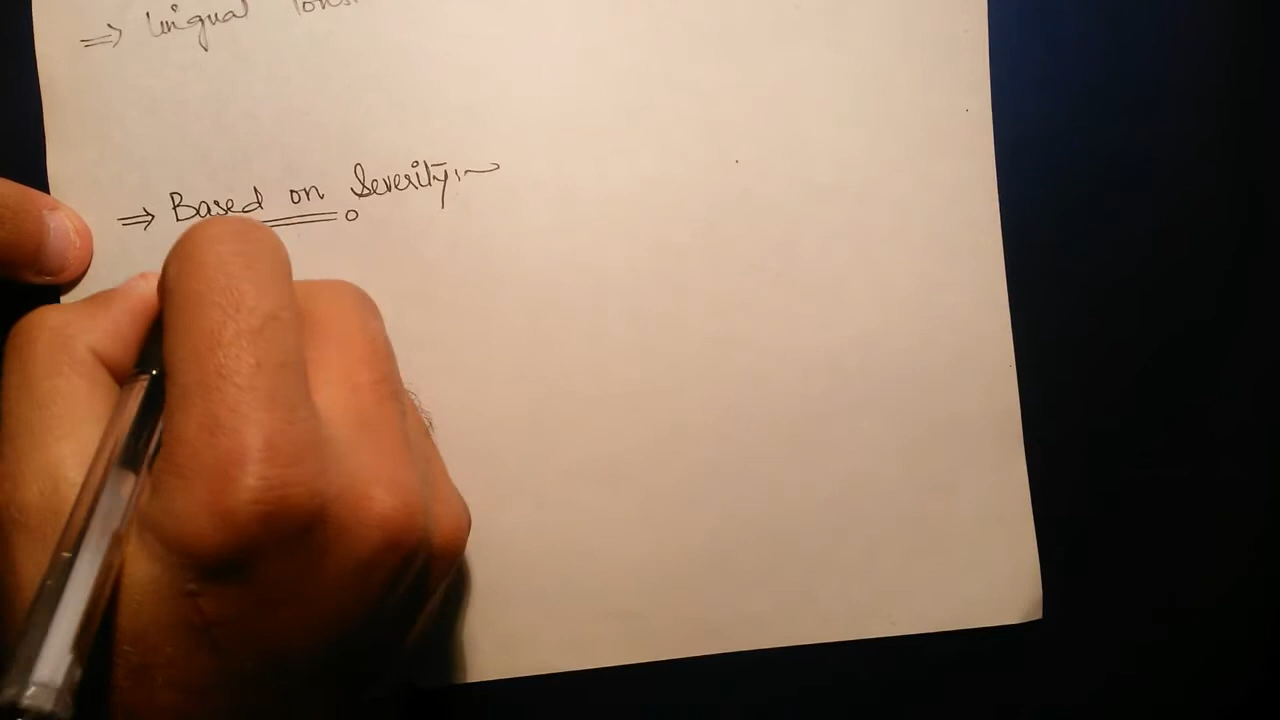 ⇒ lingual
⇒ Based on Severity:~